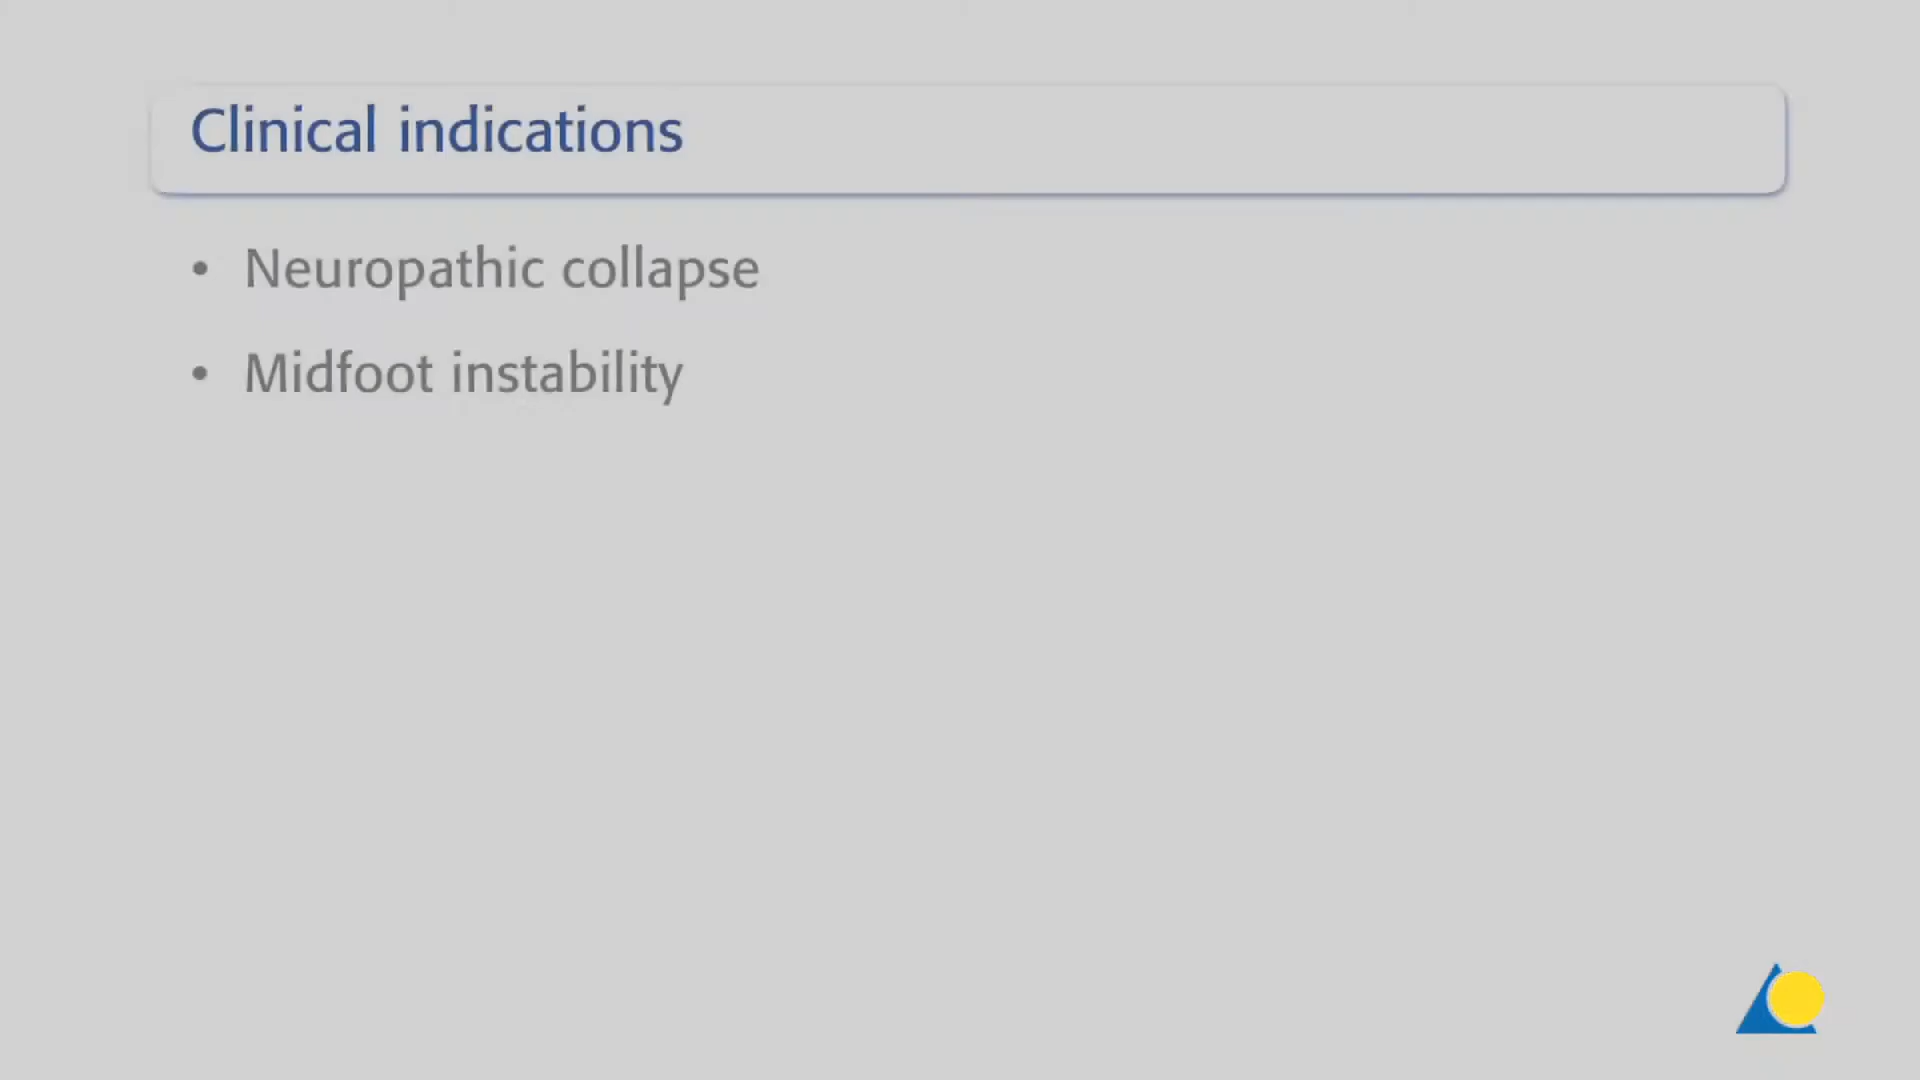 Clinical indications
• Neuropathic collapse
• Midfoot instability